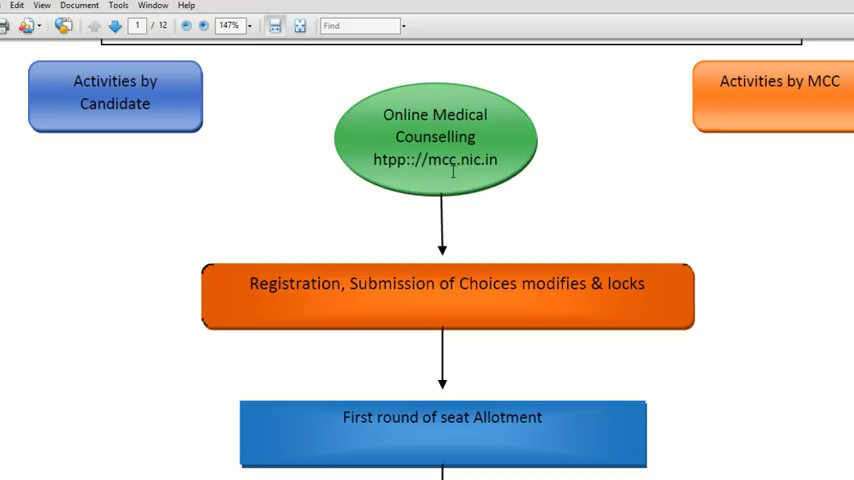 Edit View Document Tools Window Help
1 / 12 147% Find
Activities by
Candidate
Online Medical
Counselling
htpp:://mcc.nic.in
Activities by MCC
Registration, Submission of Choices modifies & locks
First round of seat Allotment